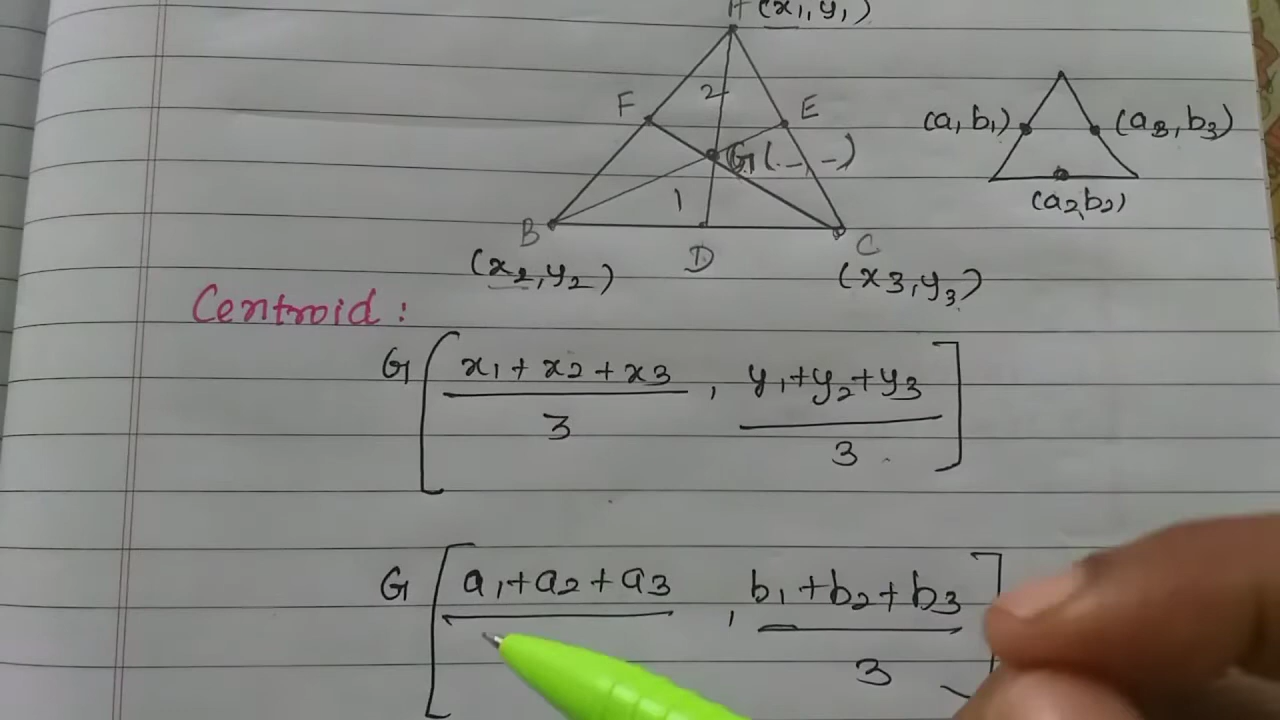 A (x₁, y₁)
F
2
E
(a, b₁)
(a₃, b₃)
G (–, –)
1
(a₂, b₂)
B
D
C
(x₂, y₂)
(x₃, y₃)
Centroid :
G [ x₁ + x₂ + x₃ / 3 , y₁ + y₂ + y₃ / 3 ]
G [ a₁ + a₂ + a₃ , b₁ + b₂ + b₃ / 3 ]